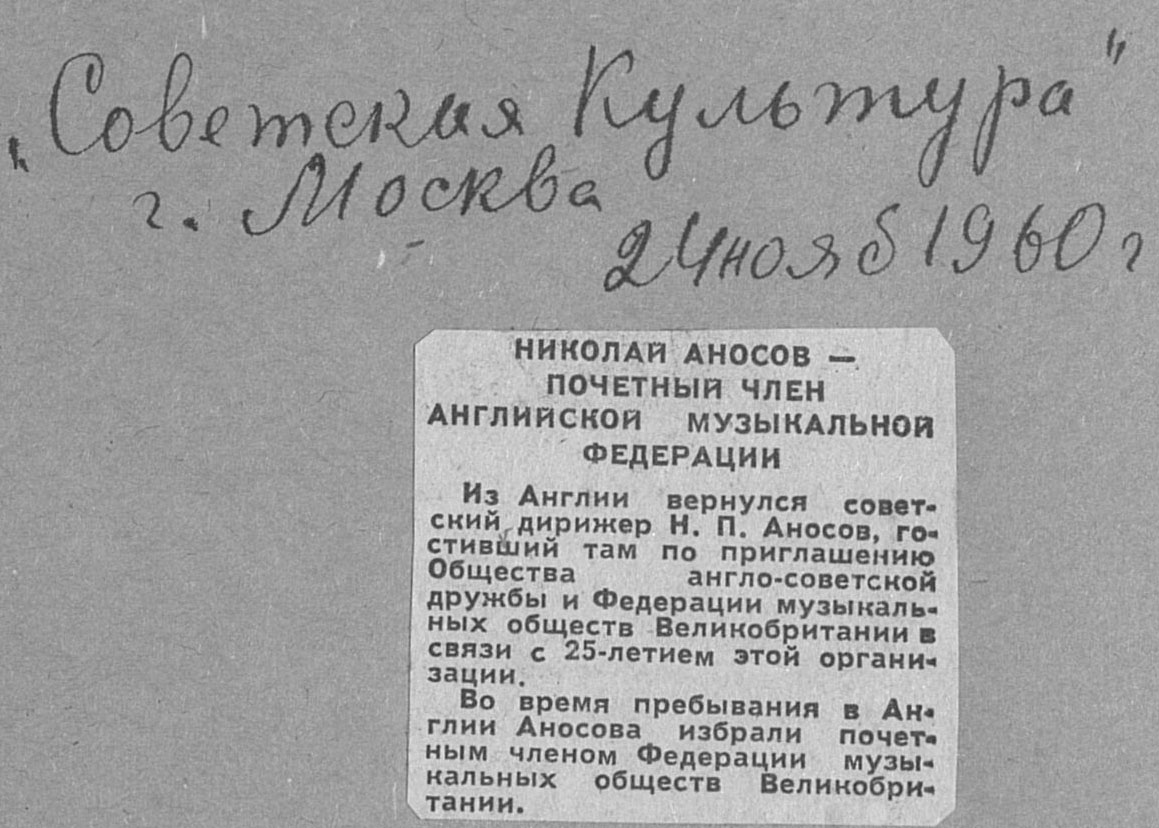 „Советская Культура"
г. Москва
24 нояб 1960 г
НИКОЛАЙ АНОСОВ —
ПОЧЕТНЫЙ ЧЛЕН
АНГЛИЙСКОЙ МУЗЫКАЛЬНОЙ
ФЕДЕРАЦИИ
Из Англии вернулся совет-
ский дирижер Н. П. Аносов, го-
стивший там по приглашению
Общества англо-советской
дружбы и Федерации музыкаль-
ных обществ Великобритании в
связи с 25-летием этой органи-
зации.
Во время пребывания в Ан-
глии Аносова избрали почет-
ным членом Федерации музы-
кальных обществ Великобри-
тании.